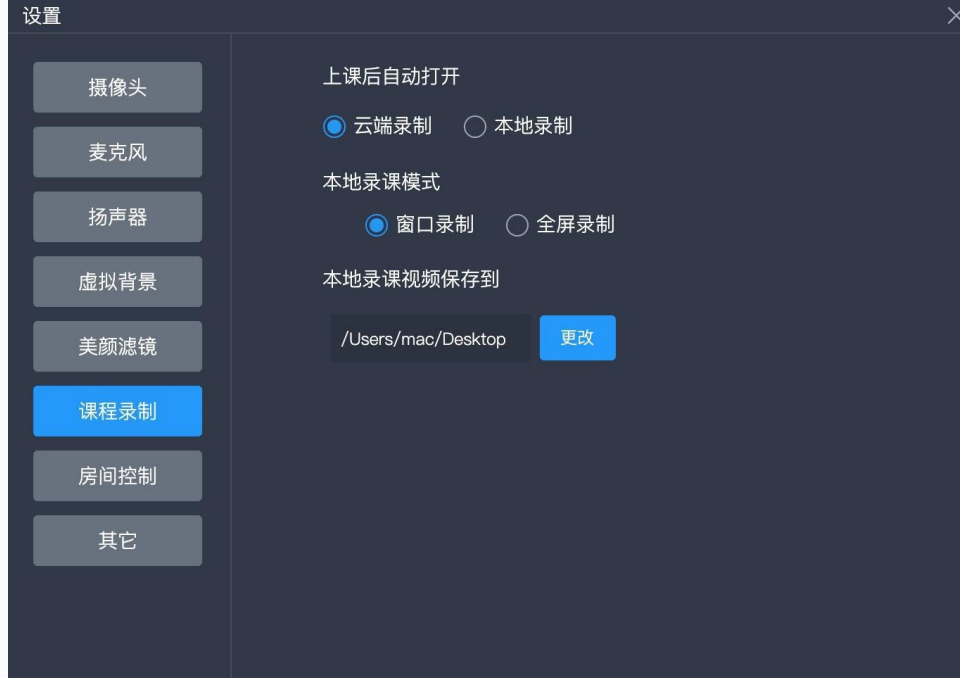 设置
摄像头
麦克风
扬声器
虚拟背景
美颜滤镜
课程录制
房间控制
其它
上课后自动打开
云端录制 本地录制
本地录课模式
窗口录制 全屏录制
本地录课视频保存到
/Users/mac/Desktop 更改